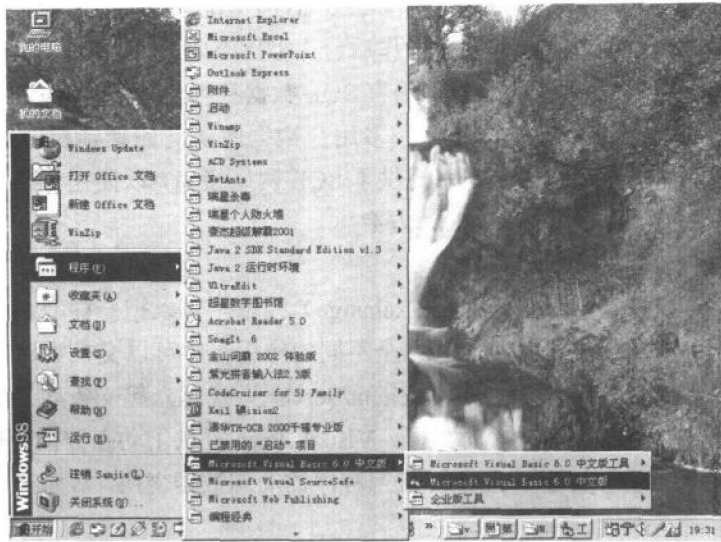 我的电脑
我的文档
Windows Update
打开 Office 文档
新建 Office 文档
WinZip
程序(P)
收藏夹(A)
文档(D)
设置(S)
查找(F)
帮助(H)
运行(R)...
注销 Sanjie(L)...
关闭系统(U)...
Windows98
Internet Explorer
Microsoft Excel
Microsoft PowerPoint
Outlook Express
附件
启动
Winamp
WinZip
ACD Systems
NetAnts
瑞星杀毒
瑞星个人防火墙
豪杰超级解霸2001
Java 2 SDK Standard Edition v1.3
Java 2 运行时环境
UltraEdit
超星数字图书馆
Acrobat Reader 5.0
SnagIt 6
金山词霸 2002 体验版
紫光拼音输入法2.3版
CodeCruiser for 51 Family
Keil 礦ision2
清华TH-OCR 2000千禧专业版
已禁用的“启动”项目
Microsoft Visual Basic 6.0 中文版
Microsoft Visual SourceSafe
Microsoft Web Publishing
编程经典
Microsoft Visual Basic 6.0 中文版工具
Microsoft Visual Basic 6.0 中文版
企业版工具
开始
19:31